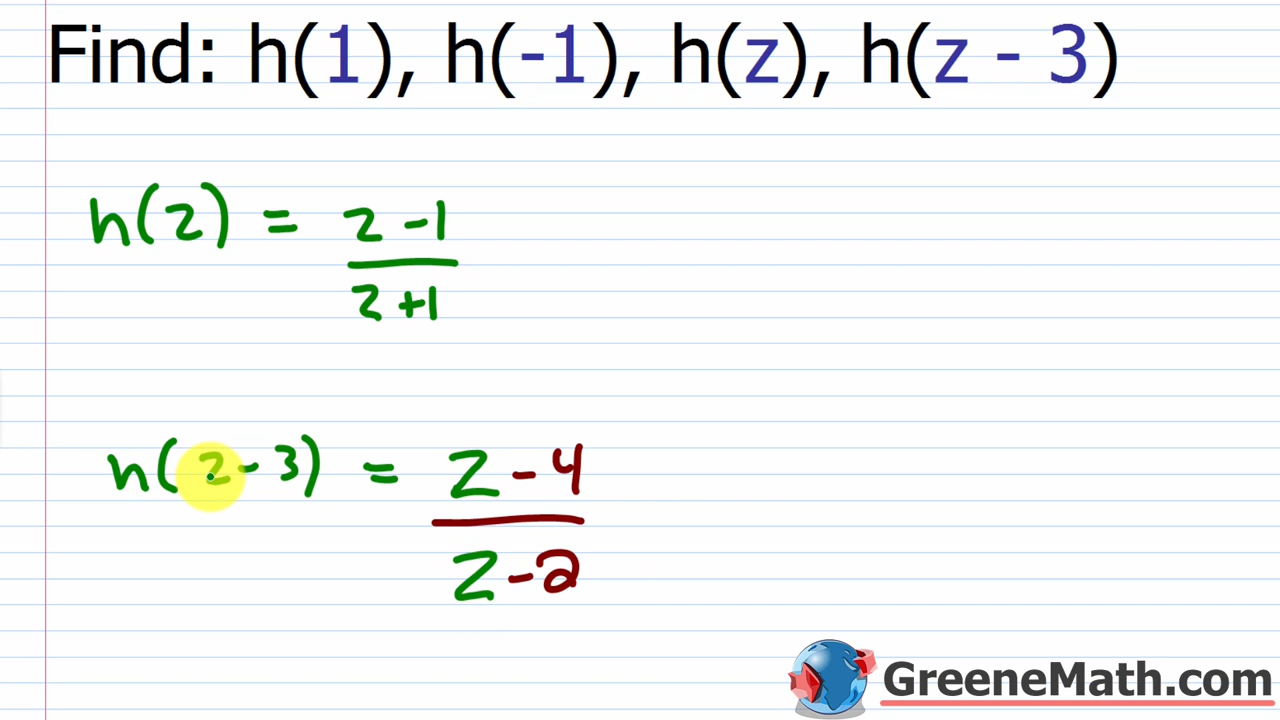 Find: h(1), h(-1), h(z), h(z - 3)
h(z) = z - 1
z + 1
h(z - 3) = z - 4
z - 2
GreeneMath.com